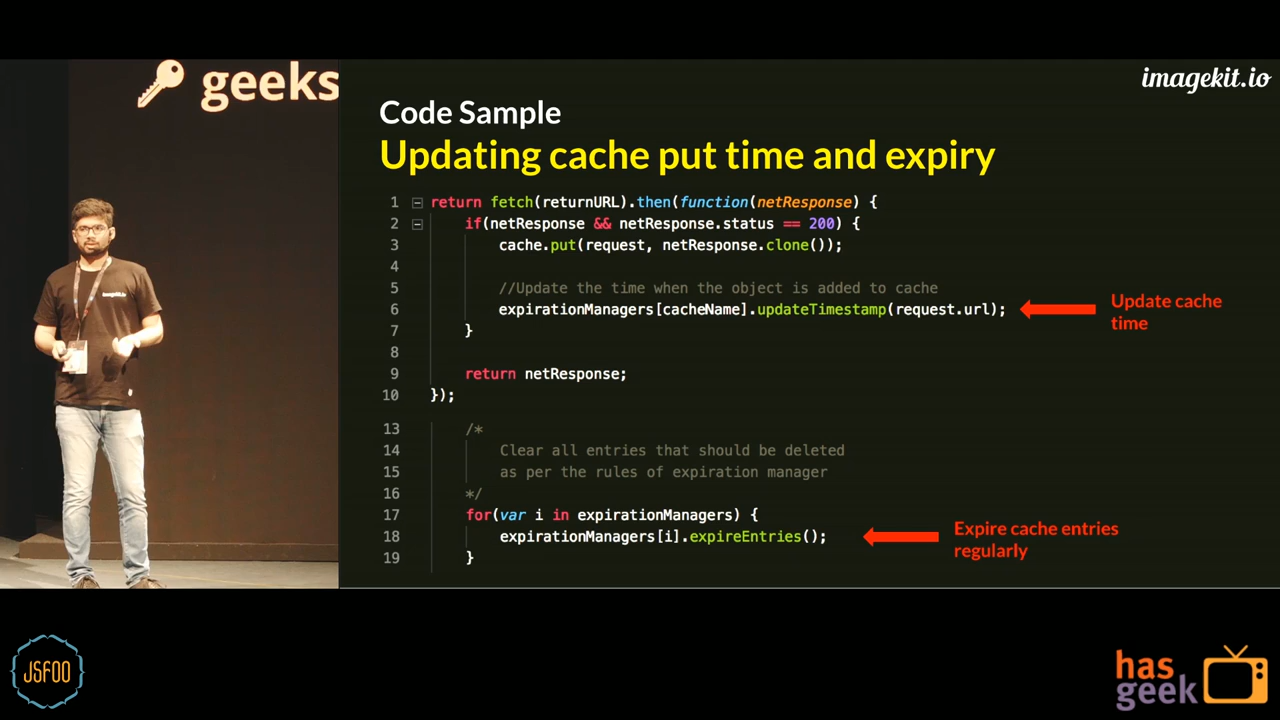 geeks
imagekit.io
imagekit.io
Code Sample
Updating cache put time and expiry
1 return fetch(returnURL).then(function(netResponse) {
2 if(netResponse && netResponse.status == 200) {
3 cache.put(request, netResponse.clone());
4
5 //Update the time when the object is added to cache
6 expirationManagers[cacheName].updateTimestamp(request.url);
7 }
8
9 return netResponse;
10 });
Update cache
time
13 /*
14 Clear all entries that should be deleted
15 as per the rules of expiration manager
16 */
17 for(var i in expirationManagers) {
18 expirationManagers[i].expireEntries();
19 }
Expire cache entries
regularly
JSFOO
has
geek